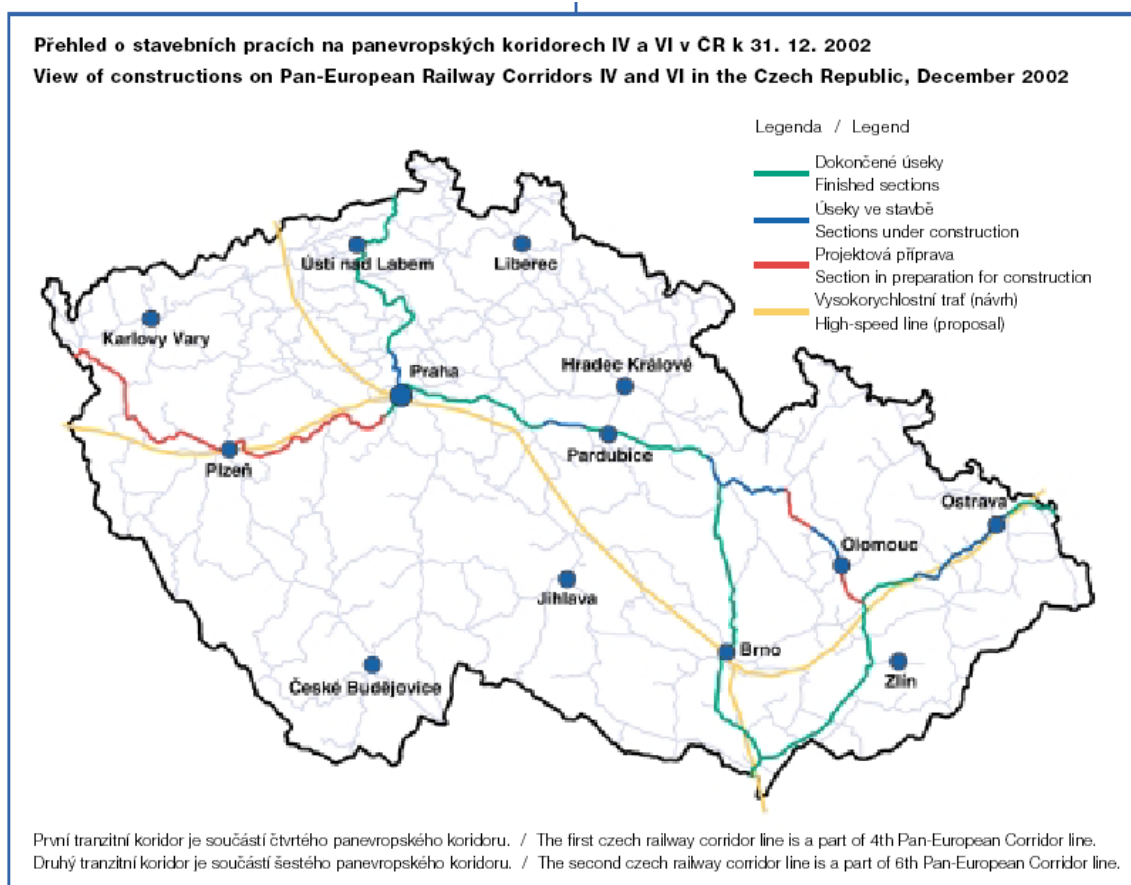 Přehled o stavebních pracích na panevropských koridorech IV a VI v ČR k 31. 12. 2002
View of constructions on Pan-European Railway Corridors IV and VI in the Czech Republic, December 2002
Legenda / Legend
Dokončené úseky
Finished sections
Úseky ve stavbě
Sections under construction
Projektová příprava
Section in preparation for construction
Vysokorychlostní trať (návrh)
High-speed line (proposal)
Ústí nad Labem
Liberec
Karlovy Vary
Praha
Hradec Králové
Pardubice
Plzeň
Ostrava
Olomouc
Jihlava
Brno
Zlín
České Budějovice
První tranzitní koridor je součástí čtvrtého panevropského koridoru. / The first czech railway corridor line is a part of 4th Pan-European Corridor line.
Druhý tranzitní koridor je součástí šestého panevropského koridoru. / The second czech railway corridor line is a part of 6th Pan-European Corridor line.